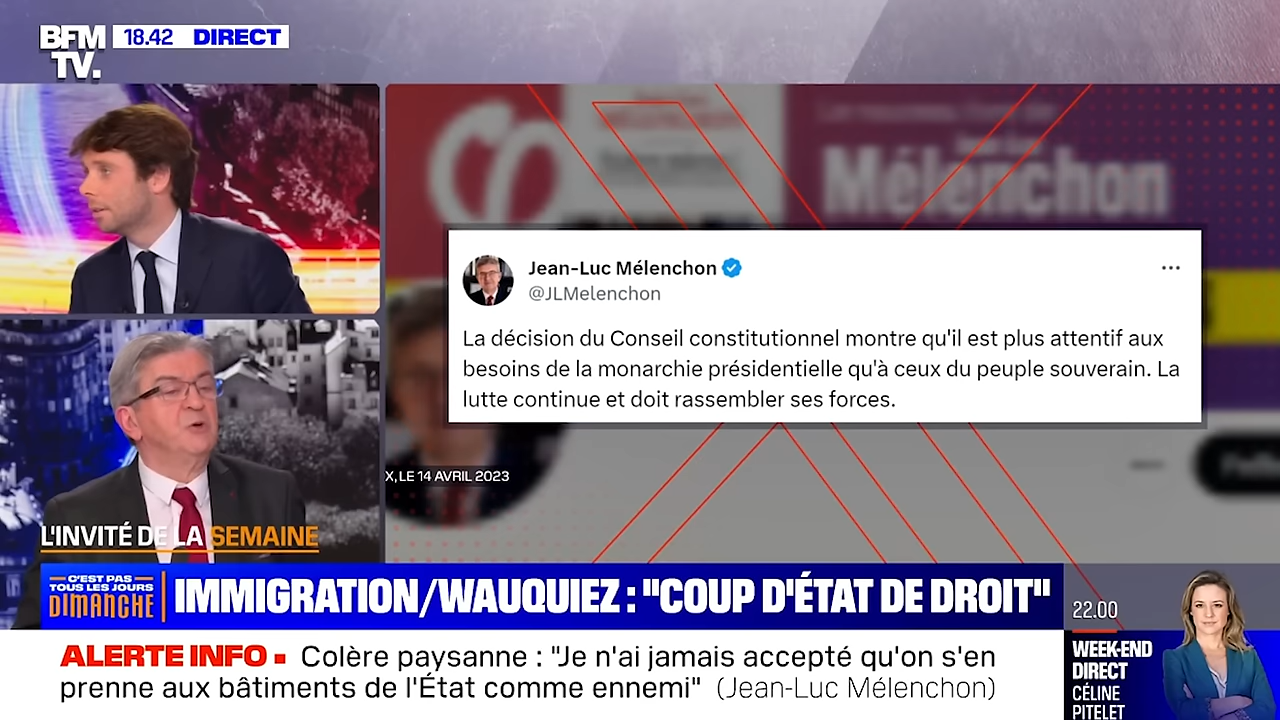 BFM
TV.
18.42 DIRECT
Mélenchon
Jean-Luc Mélenchon
@JLMelenchon
La décision du Conseil constitutionnel montre qu'il est plus attentif aux
besoins de la monarchie présidentielle qu'à ceux du peuple souverain. La
lutte continue et doit rassembler ses forces.
X, LE 14 AVRIL 2023
L'INVITÉ DE LA SEMAINE
C'EST PAS
TOUS LES JOURS
DIMANCHE
IMMIGRATION/WAUQUIEZ : "COUP D'ÉTAT DE DROIT"
22.00
WEEK-END
DIRECT
CÉLINE
PITELET
ALERTE INFO ▪ Colère paysanne : "Je n'ai jamais accepté qu'on s'en
prenne aux bâtiments de l'État comme ennemi" (Jean-Luc Mélenchon)